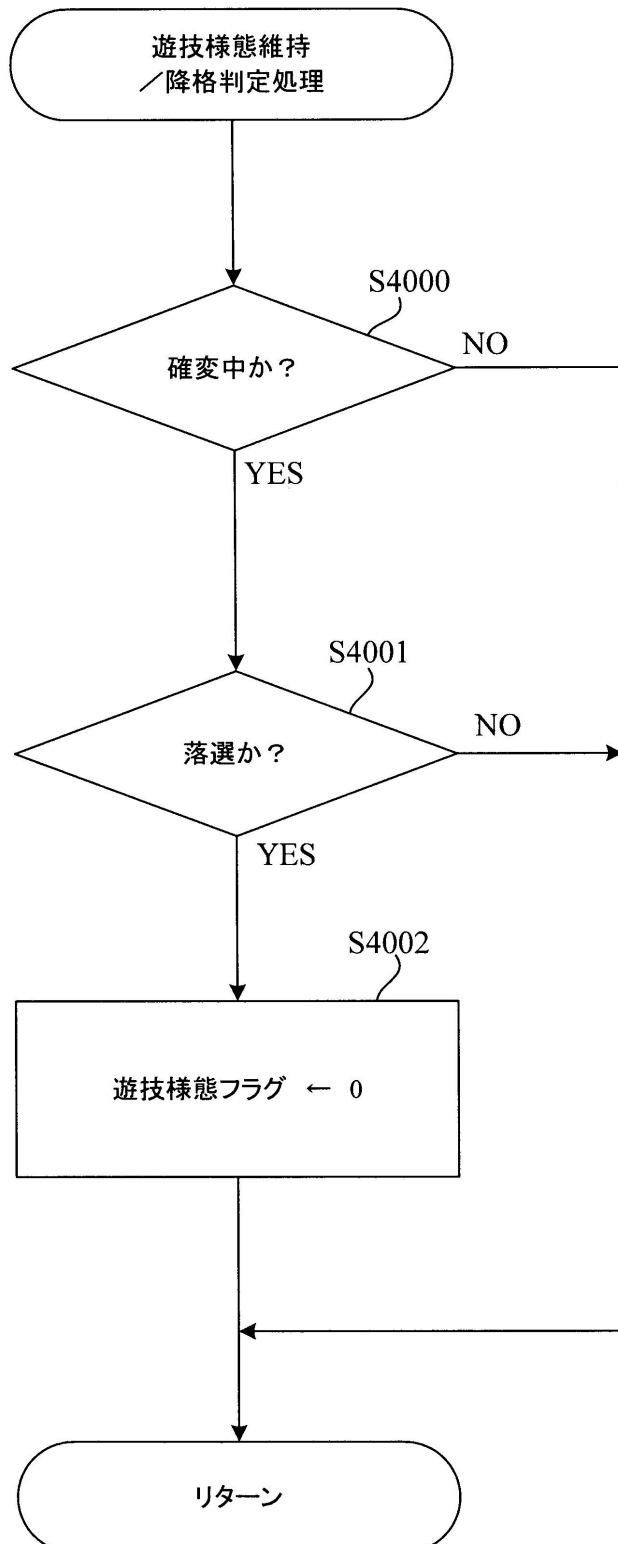 遊技様態維持
／降格判定処理
S4000
確変中か？
NO
YES
S4001
落選か？
NO
YES
S4002
遊技様態フラグ ← 0
リターン